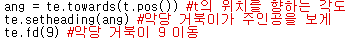 ang = te.towards(t.pos()) #t의 위치를 향하는 각도
te.setheading(ang) #악당 거북이가 주인공을 보게
te.fd(9) #악당 거북이 9 이동